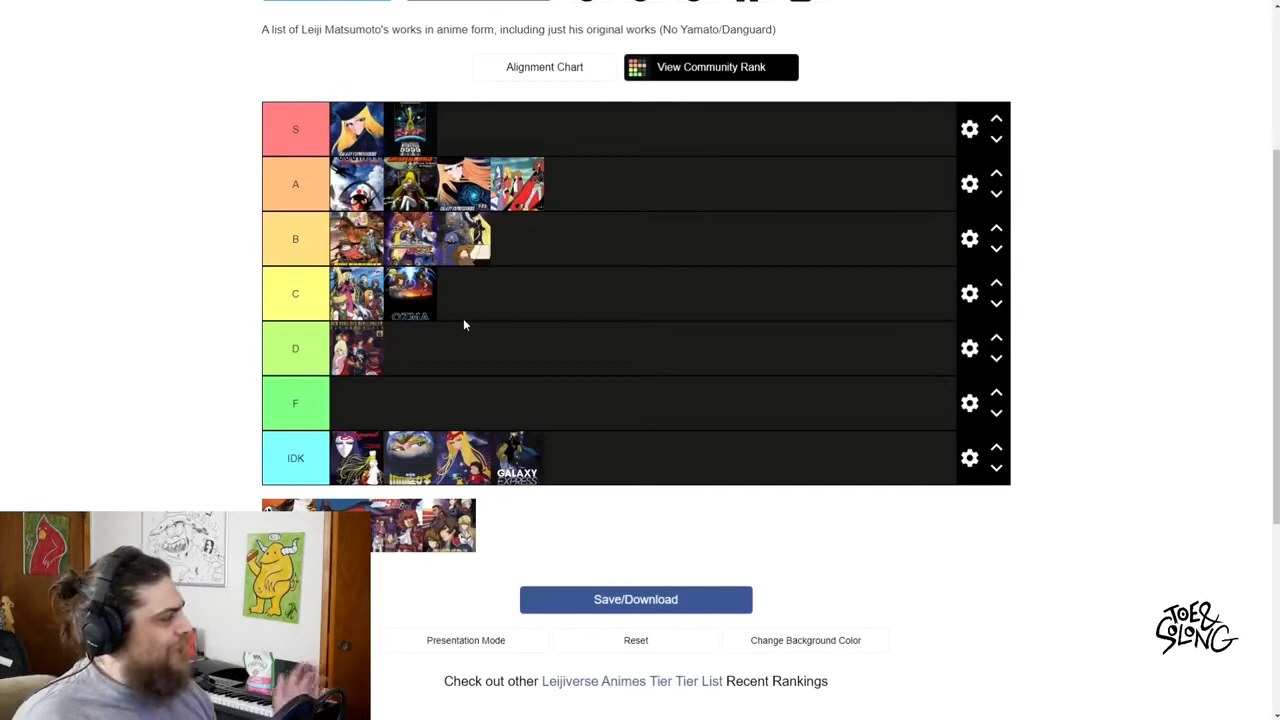 A list of Leiji Matsumoto's works in anime form, including just his original works (No Yamato/Danguard)
Alignment Chart
View Community Rank
S
A
B
C
OZMA
D
F
IDK
GALAXY
EXPRESS
Save/Download
Presentation Mode
Reset
Change Background Color
Check out other Leijiverse Animes Tier Tier List Recent Rankings
JOE&
SOLONG